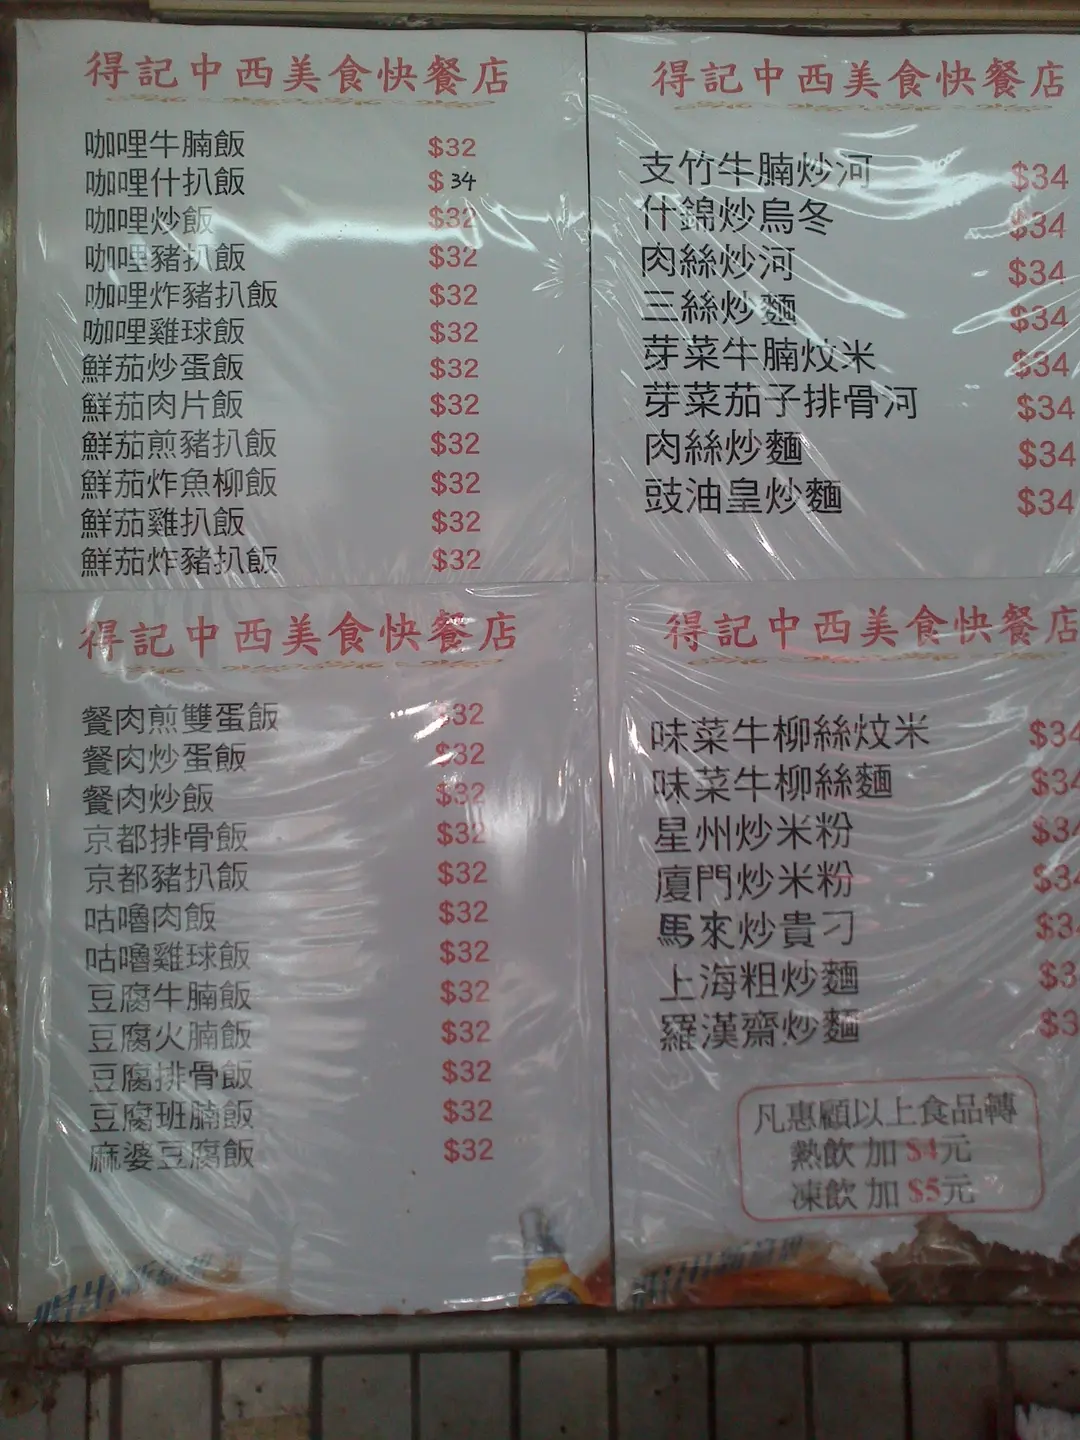 得記中西美食快餐店
咖哩牛腩飯 $32
咖哩什扒飯 $34
咖哩炒飯 $32
咖哩豬扒飯 $32
咖哩炸豬扒飯 $32
咖哩雞球飯 $32
鮮茄炒蛋飯 $32
鮮茄肉片飯 $32
鮮茄煎豬扒飯 $32
鮮茄炸魚柳飯 $32
鮮茄雞扒飯 $32
鮮茄炸豬扒飯 $32
得記中西美食快餐店
支竹牛腩炒河 $34
什錦炒烏冬 $34
肉絲炒河 $34
三絲炒麵 $34
芽菜牛腩炆米 $34
芽菜茄子排骨河 $34
肉絲炒麵 $34
豉油皇炒麵 $34
得記中西美食快餐店
餐肉煎雙蛋飯 $32
餐肉炒蛋飯 $32
餐肉炒飯 $32
京都排骨飯 $32
京都豬扒飯 $32
咕嚕肉飯 $32
咕嚕雞球飯 $32
豆腐牛腩飯 $32
豆腐火腩飯 $32
豆腐排骨飯 $32
豆腐班腩飯 $32
麻婆豆腐飯 $32
得記中西美食快餐店
味菜牛柳絲炆米 $34
味菜牛柳絲麵 $34
星州炒米粉 $34
廈門炒米粉 $34
馬來炒貴刁 $34
上海粗炒麵 $3
羅漢齋炒麵 $3
凡惠顧以上食品轉
熱飲 加 $4元
凍飲 加 $5元